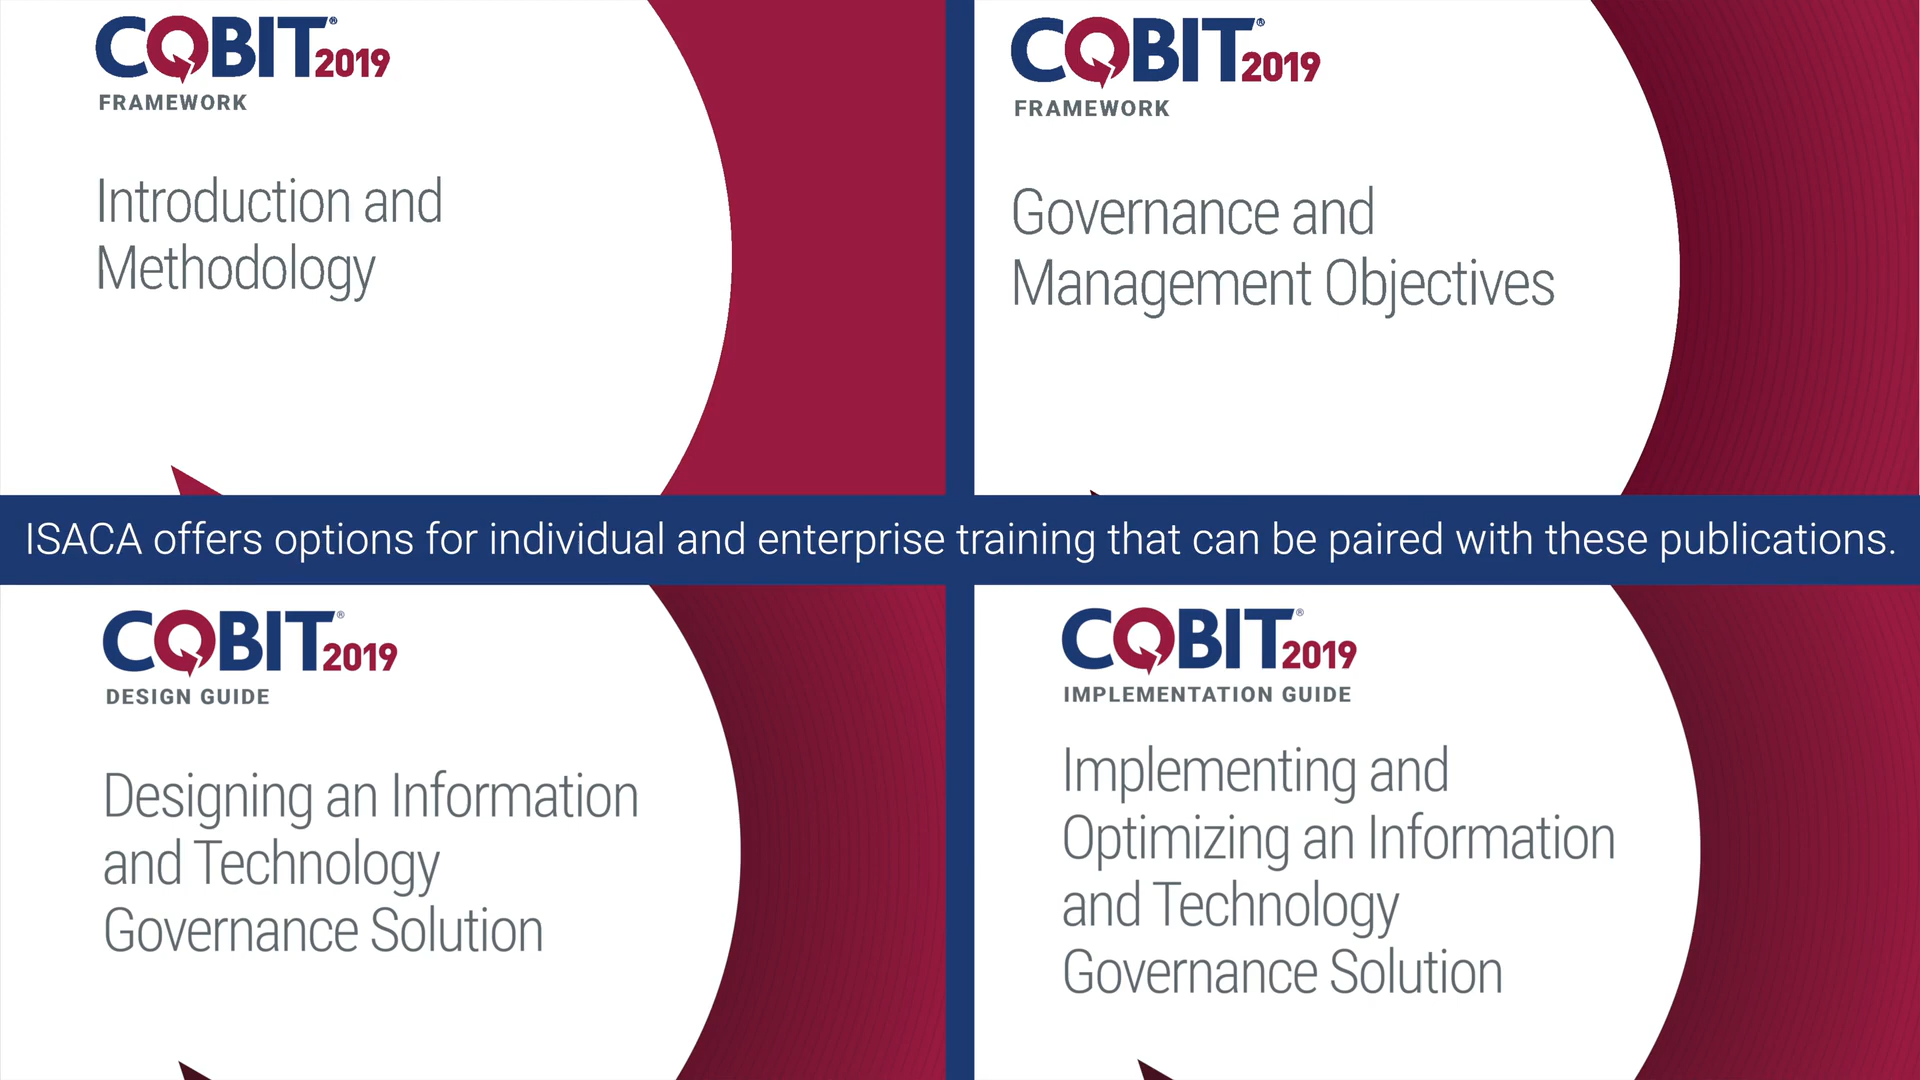 COBIT® 2019
FRAMEWORK
Introduction and
Methodology
COBIT® 2019
FRAMEWORK
Governance and
Management Objectives
ISACA offers options for individual and enterprise training that can be paired with these publications.
COBIT® 2019
DESIGN GUIDE
Designing an Information
and Technology
Governance Solution
COBIT® 2019
IMPLEMENTATION GUIDE
Implementing and
Optimizing an Information
and Technology
Governance Solution